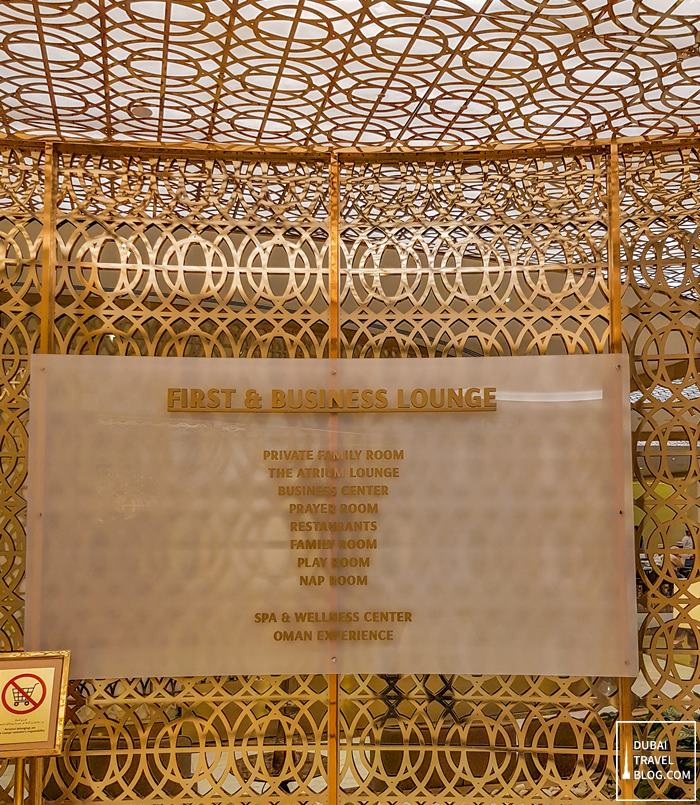 FIRST & BUSINESS LOUNGE
PRIVATE FAMILY ROOM
THE ATRIUM LOUNGE
BUSINESS CENTER
PRAYER ROOM
RESTAURANTS
FAMILY ROOM
PLAY ROOM
NAP ROOM
SPA & WELLNESS CENTER
OMAN EXPERIENCE
DUBAI
TRAVEL
BLOG.COM